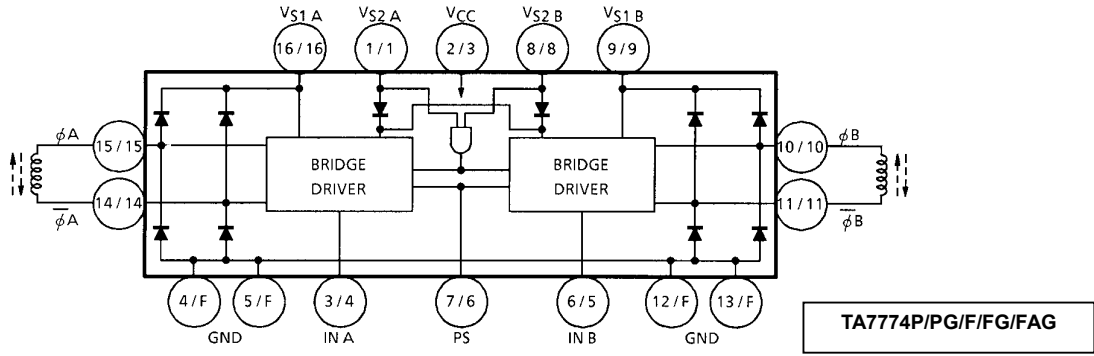 VS1 A VS2 A VCC VS2 B VS1 B
16 / 16 1 / 1 2 / 3 8 / 8 9 / 9
ϕA ϕB
15 / 15 10 / 10
BRIDGE BRIDGE
DRIVER DRIVER
14 / 14 11 / 11
ϕ̅A ϕ̅B
4 / F 5 / F 3 / 4 7 / 6 6 / 5 12 / F 13 / F
GND IN A PS IN B GND
TA7774P/PG/F/FG/FAG